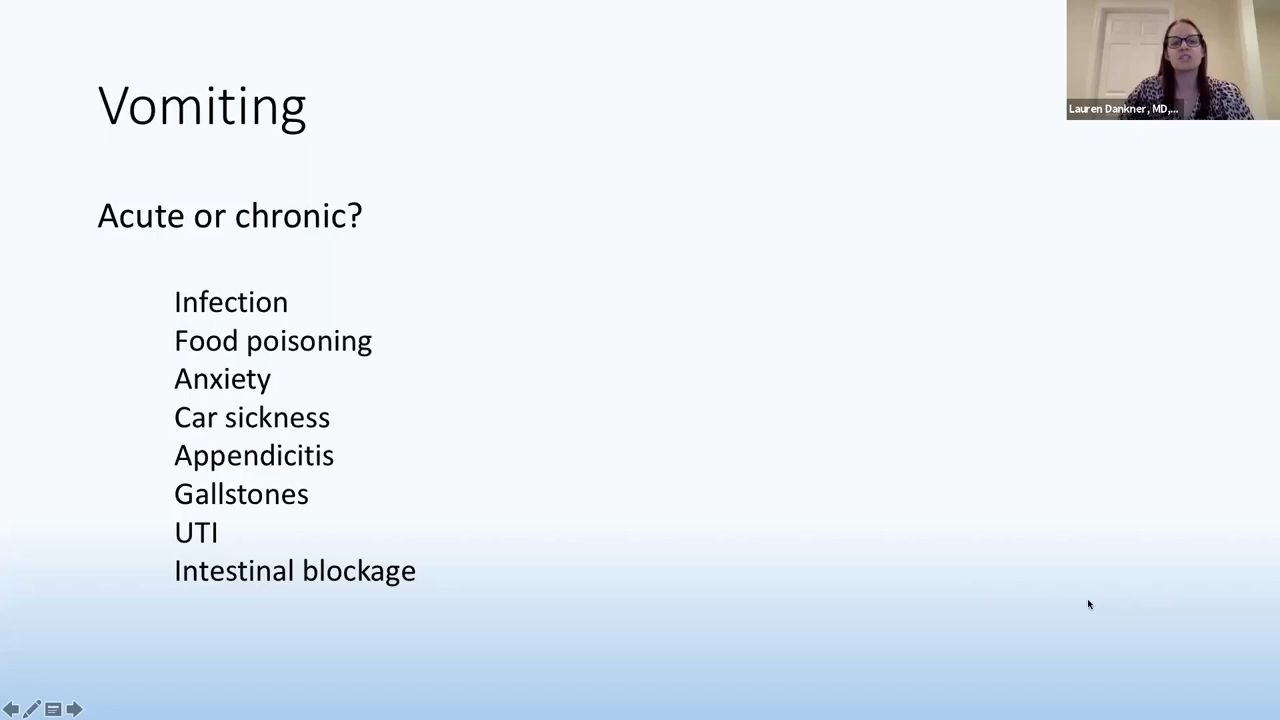 Vomiting
Lauren Dankner, MD,...
Acute or chronic?
Infection
Food poisoning
Anxiety
Car sickness
Appendicitis
Gallstones
UTI
Intestinal blockage